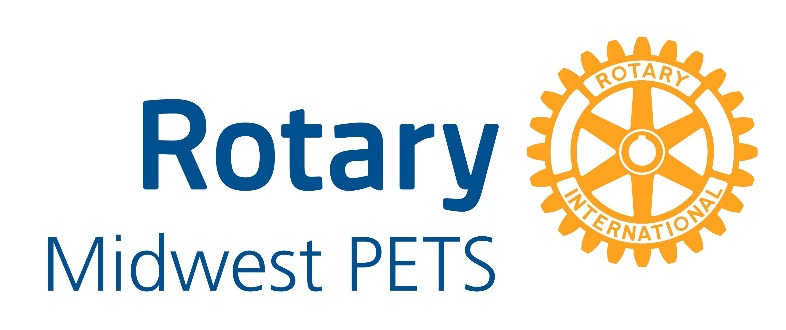 Rotary
Midwest PETS
ROTARY
INTERNATIONAL